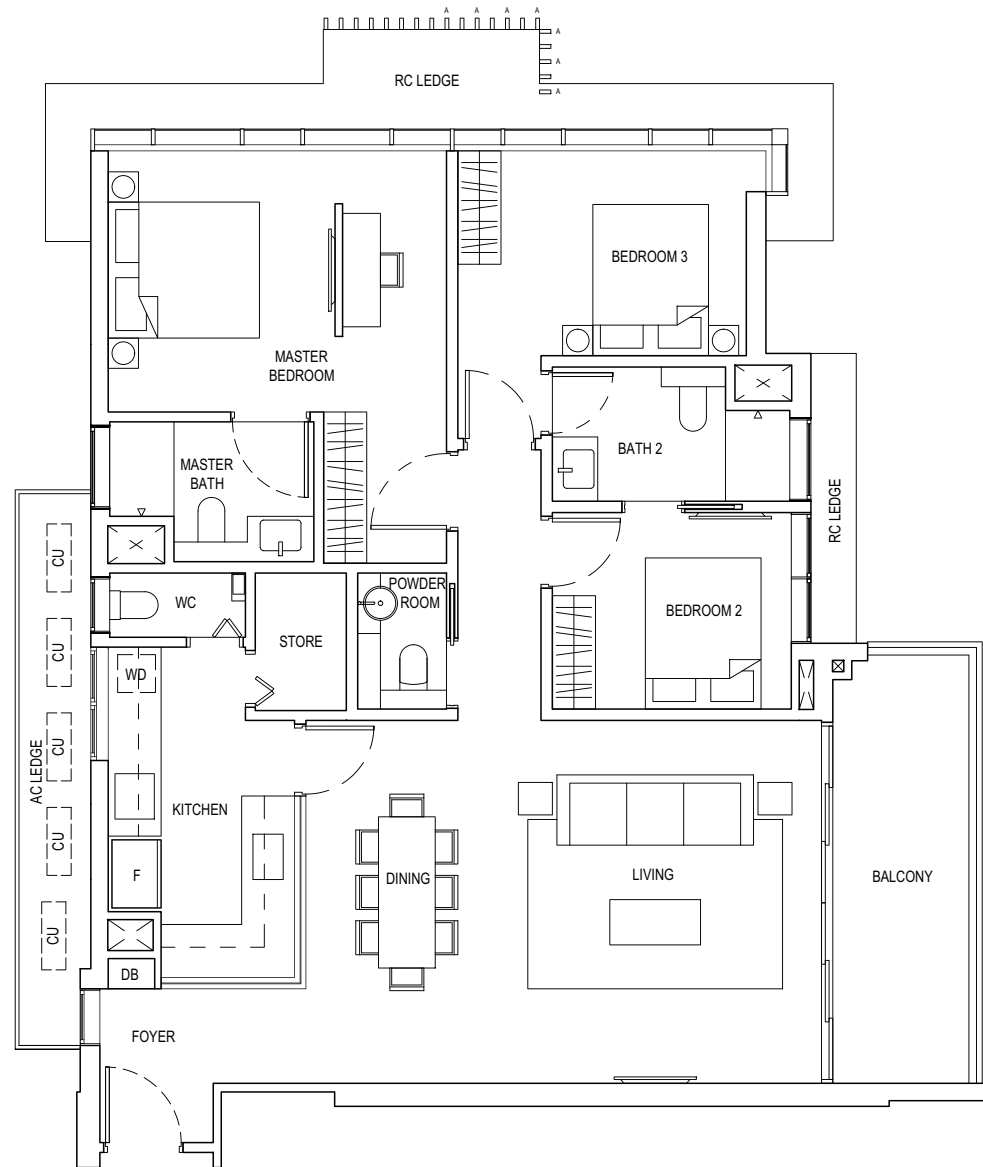 A A A A
A
A
A
RC LEDGE
BEDROOM 3
MASTER
BEDROOM
BATH 2
MASTER
BATH
RC LEDGE
CU
POWDER
ROOM
WC
BEDROOM 2
STORE
CU
WD
CU
AC LEDGE
KITCHEN
CU
F
DINING
LIVING
BALCONY
CU
DB
FOYER